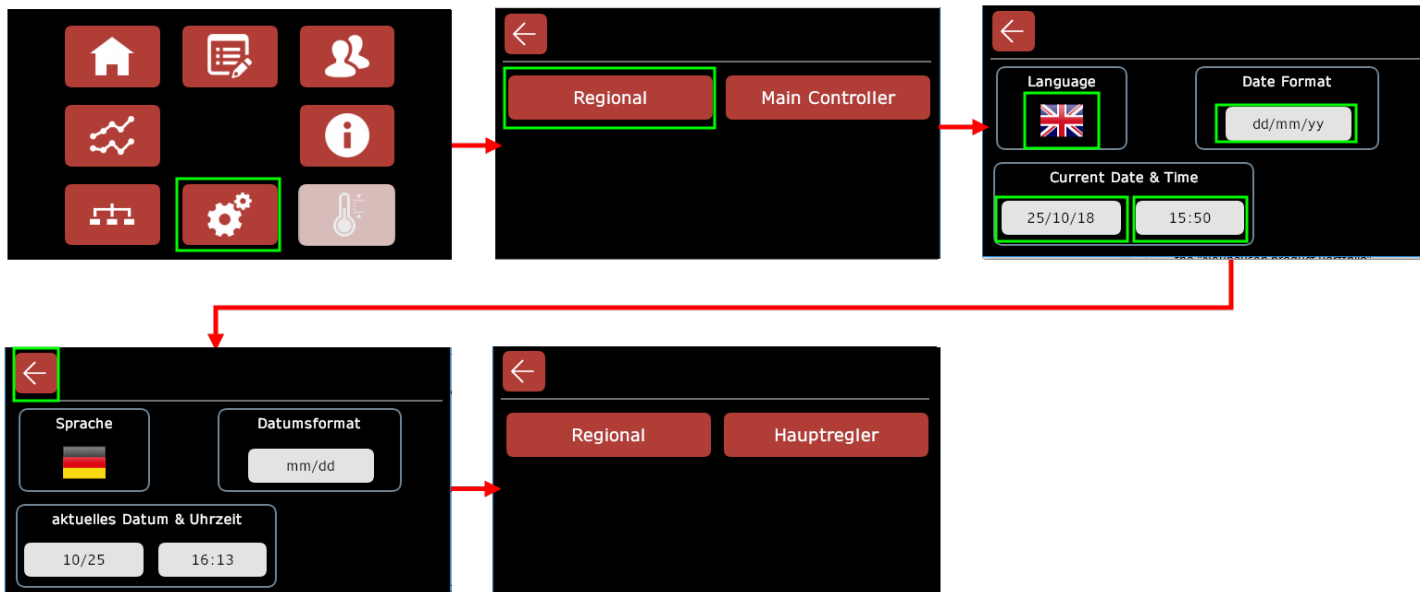 Regional
Main Controller
Language
Date Format
dd/mm/yy
Current Date & Time
25/10/18
15:50
Sprache
Datumsformat
mm/dd
aktuelles Datum & Uhrzeit
10/25
16:13
Regional
Hauptregler